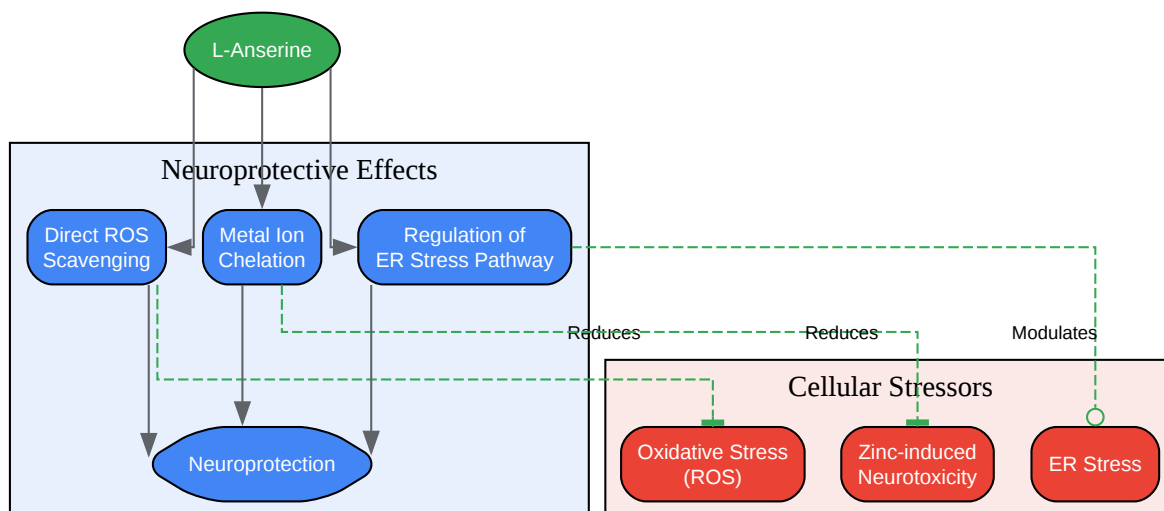 L-Anserine
Neuroprotective Effects
Direct ROS
Scavenging
Metal Ion
Chelation
Regulation of
ER Stress Pathway
Reduces
Reduces
Modulates
Cellular Stressors
Neuroprotection
Oxidative Stress
(ROS)
Zinc-induced
Neurotoxicity
ER Stress